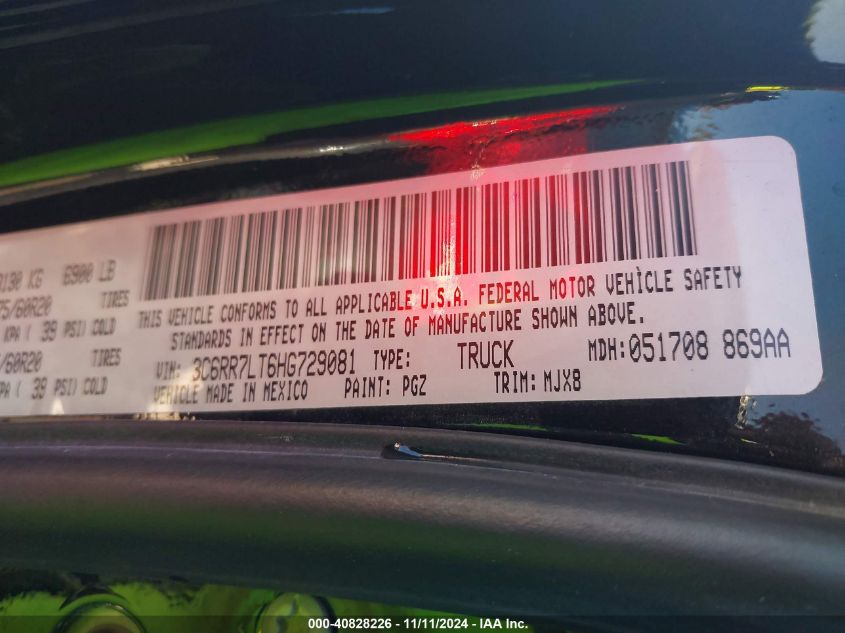 130 KG 6900 LB
75/60R20 TIRES
KPA ( 39 PSI) COLD
/60R20 TIRES
PA ( 39 PSI) COLD
THIS VEHICLE CONFORMS TO ALL APPLICABLE U.S.A. FEDERAL MOTOR VEHICLE SAFETY
STANDARDS IN EFFECT ON THE DATE OF MANUFACTURE SHOWN ABOVE.
VIN: 3C6RR7LT6HG729081 TYPE: TRUCK MDH:051708 869AA
VEHICLE MADE IN MEXICO PAINT: PGZ TRIM: MJX8
000-40828226 - 11/11/2024 - IAA Inc.